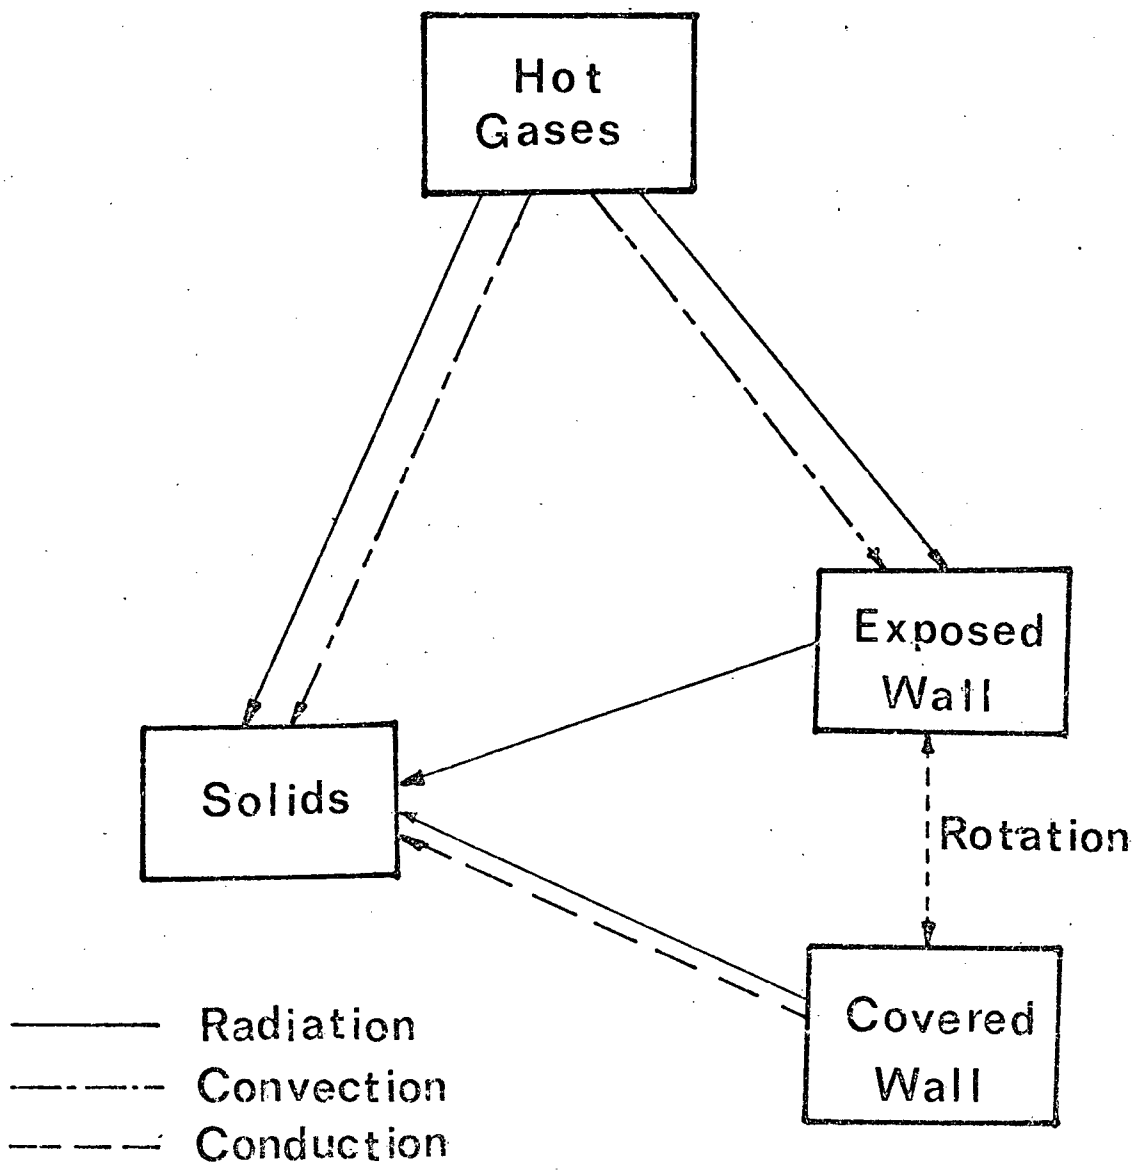 Hot
Gases
Exposed
Wall
Solids
Rotation
Covered
Wall
Radiation
Convection
Conduction